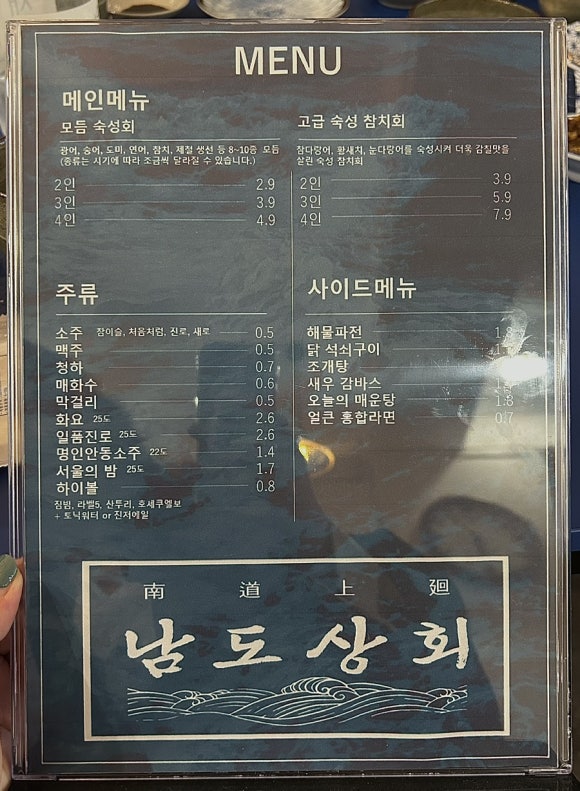 MENU
메인메뉴
모듬 숙성회
광어, 숭어, 도미, 연어, 참치, 제철 생선 등 8~10종 모듬
(종류는 시기에 따라 조금씩 달라질 수 있습니다.)
2인 2.9
3인 3.9
4인 4.9
고급 숙성 참치회
참다랑어, 황새치, 눈다랑어를 숙성시켜 더욱 감칠맛을
살린 숙성 참치회
2인 3.9
3인 5.9
4인 7.9
주류
소주 참이슬, 처음처럼, 진로, 새로 0.5
맥주 0.5
청하 0.7
매화수 0.6
막걸리 0.5
화요 25도 2.6
일품진로 25도 2.6
명인안동소주 22도 1.4
서울의 밤 25도 1.7
하이볼 0.8
짐빔, 라벨5, 산토리, 호세쿠엘보
+ 토닉워터 or 진저에일
사이드메뉴
해물파전
닭 석쇠구이
조개탕
새우 감바스
오늘의 매운탕 1.8
얼큰 홍합라면 0.7
南道上廻
남도상회